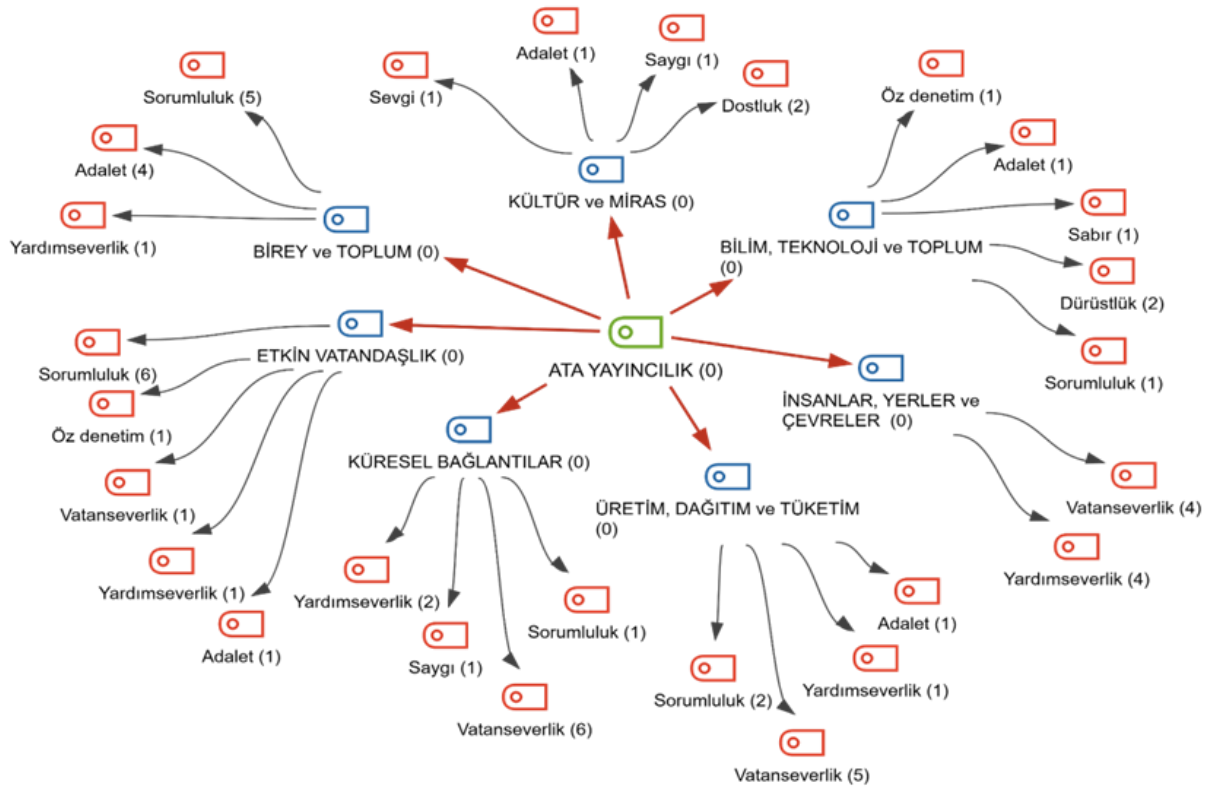 Adalet (1)
Saygı (1)
Sevgi (1)
Dostluk (2)
KÜLTÜR ve MİRAS (0)
Sorumluluk (5)
Adalet (4)
Yardımseverlik (1)
BİREY ve TOPLUM (0)
Öz denetim (1)
Adalet (1)
Sabır (1)
Dürüstlük (2)
Sorumluluk (1)
BİLİM, TEKNOLOJİ ve TOPLUM
(0)
ATA YAYINCILIK (0)
ETKİN VATANDAŞLIK (0)
Sorumluluk (6)
Öz denetim (1)
Vatanseverlik (1)
Yardımseverlik (1)
Adalet (1)
KÜRESEL BAĞLANTILAR (0)
Yardımseverlik (2)
Saygı (1)
Vatanseverlik (6)
Sorumluluk (1)
ÜRETİM, DAĞITIM ve TÜKETİM
(0)
Sorumluluk (2)
Vatanseverlik (5)
Yardımseverlik (1)
Adalet (1)
İNSANLAR, YERLER ve
ÇEVRELER (0)
Vatanseverlik (4)
Yardımseverlik (4)